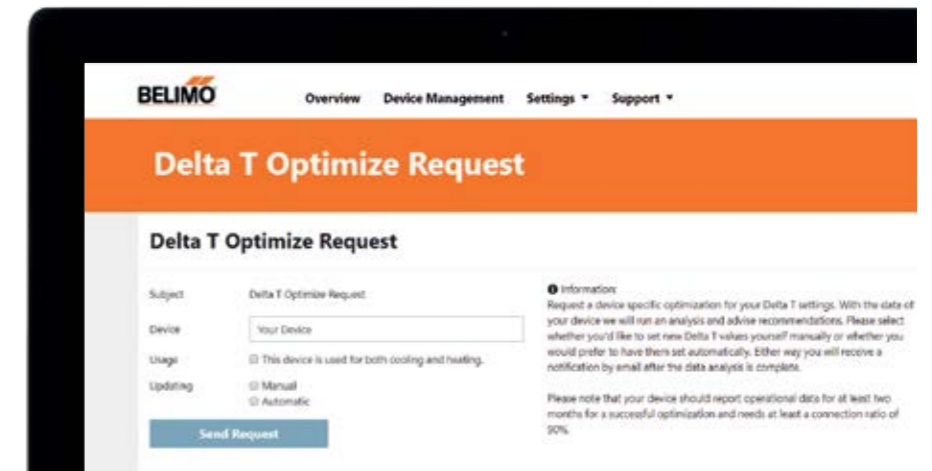 BELIMO
Overview Device Management Settings Support
Delta T Optimize Request
Delta T Optimize Request
Subject Delta T Optimize Request
Device Your Device
Usage This device is used for both cooling and heating.
Updating Manual
Automatic
Send Request
Information:
Request a device specific optimization for your Delta T settings. With the data of
your device we will run an analysis and advise recommendations. Please select
whether you'd like to set new Delta T values yourself manually or whether you
would prefer to have them set automatically. Either way you will receive a
notification by email after the data analysis is complete.
Please note that your device should report operational data for at least two
months for a successful optimization and needs at least a connection ratio of
90%.